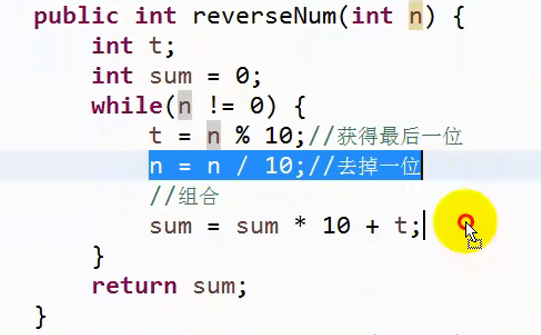 public int reverseNum(int n) {
int t;
int sum = 0;
while(n != 0) {
t = n % 10;//获得最后一位
n = n / 10;//去掉一位
//组合
sum = sum * 10 + t;
}
return sum;
}